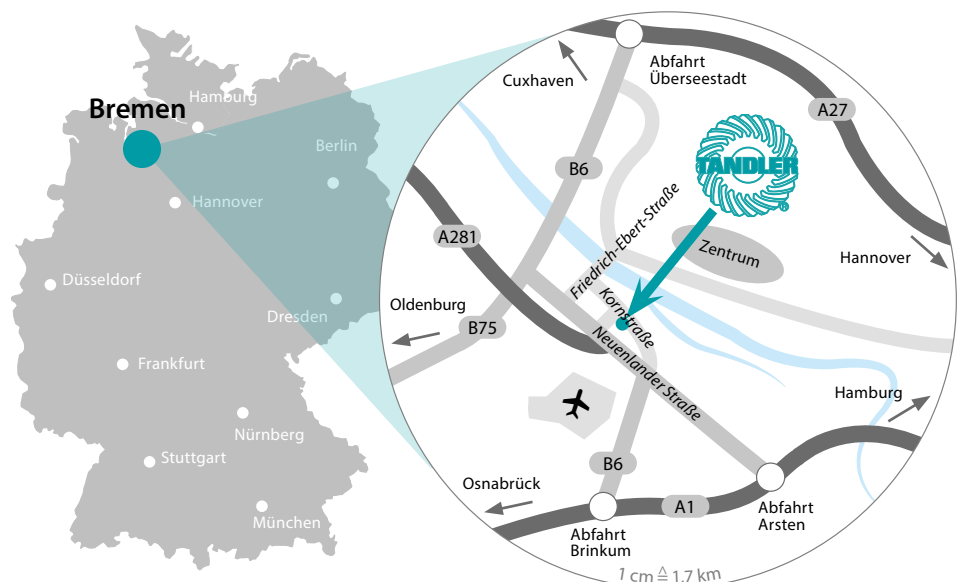 Bremen
Hamburg
Berlin
Hannover
Düsseldorf
Dresden
Frankfurt
Nürnberg
Stuttgart
München
Abfahrt
Überseestadt
Cuxhaven
A27
TANDLER
®
B6
Friedrich-Ebert-Straße
A281
Zentrum
Hannover
Kornstraße
Oldenburg
B75
Neuenlander Straße
Hamburg
B6
Osnabrück
A1
Abfahrt
Arsten
Abfahrt
Brinkum
1 cm ≙ 1,7 km